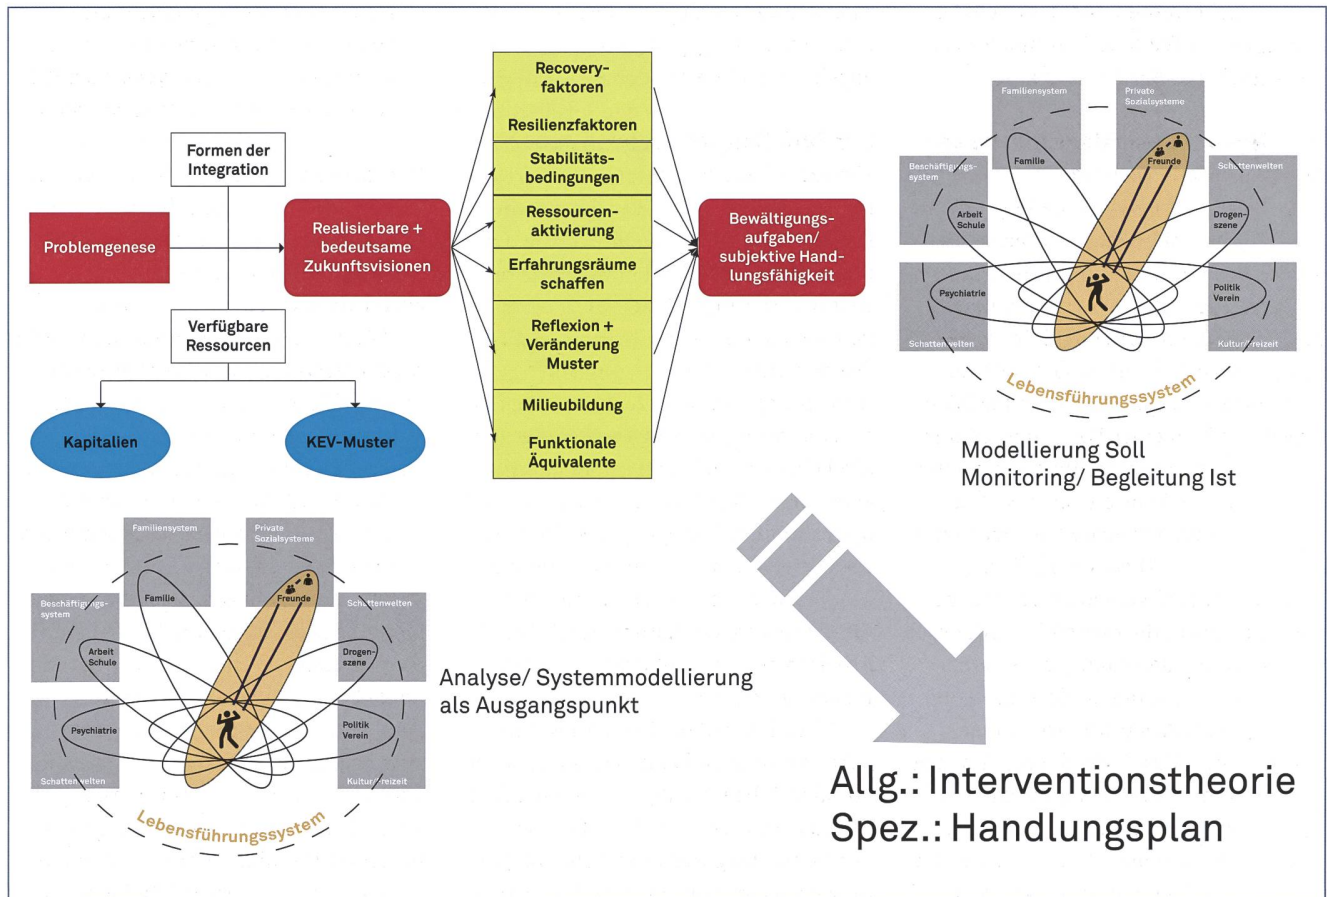 Formen der
Integration
Problemgenese
Realisierbare +
bedeutsame
Zukunftsvisionen
Verfügbare
Ressourcen
Kapitalien
KEV-Muster
Recovery-
faktoren
Resilienzfaktoren
Stabilitäts-
bedingungen
Ressourcen-
aktivierung
Erfahrungsräume
schaffen
Reflexion +
Veränderung
Muster
Milieubildung
Funktionale
Äquivalente
Bewältigungs-
aufgaben/
subjektive Hand-
lungsfähigkeit
Familiensystem
Private
Sozialsysteme
Familie
Freunde
Beschäftigungs-
system
Schattenwelten
Arbeit
Schule
Drogen-
szene
Psychiatrie
Politik
Verein
Schattenwelten
Kultur/Freizeit
Lebensführungssystem
Modellierung Soll
Monitoring/ Begleitung Ist
Familiensystem
Private
Sozialsysteme
Familie
Freunde
Beschäftigungs-
system
Schattenwelten
Arbeit
Schule
Drogen-
szene
Psychiatrie
Politik
Verein
Schattenwelten
Kultur/Freizeit
Lebensführungssystem
Analyse/ Systemmodellierung
als Ausgangspunkt
Allg.: Interventionstheorie
Spez.: Handlungsplan